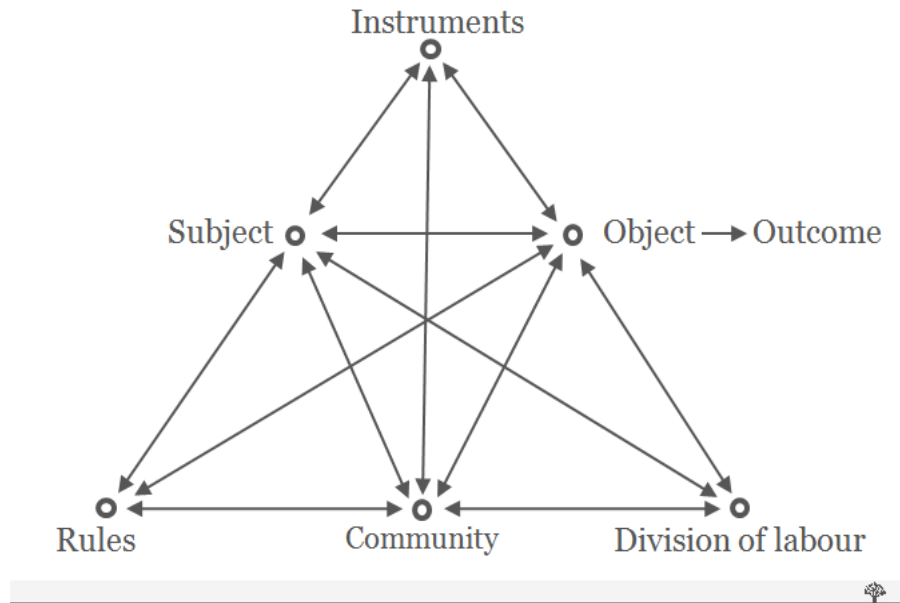 Instruments
Subject
Object
Outcome
Rules
Community
Division of labour